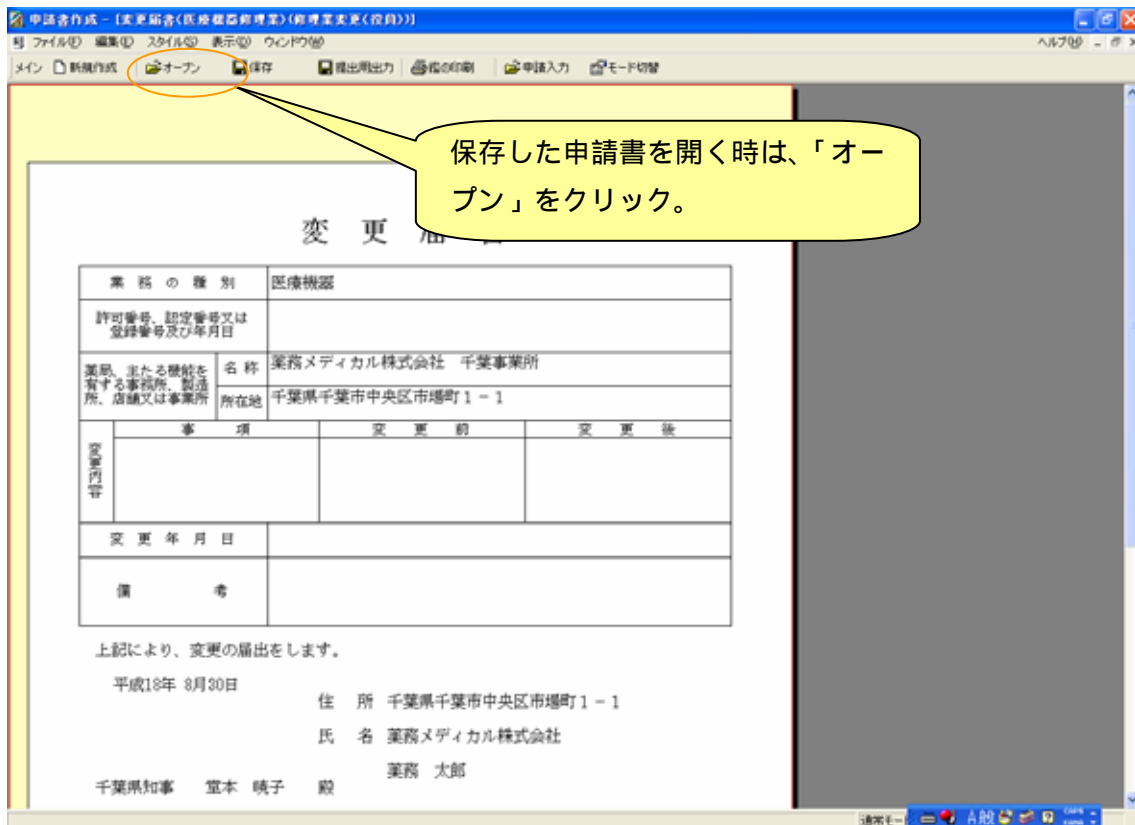 申請書作成 - [変更届書(医療機器修理業)(修理業変更(役員))]
ファイル(F) 編集(E) スタイル(S) 表示(V) ウィンドウ(W) ヘルプ(H)
メイン 新規作成 オープン 保存 提出用出力 鑑の印刷 申請入力 モード切替
保存した申請書を開く時は、「オー
プン」をクリック。
変 更 届
業 務 の 種 別 医療機器
許可番号、認定番号又は
登録番号及び年月日
薬局、主たる機能を
有する事務所、製造
所、店舗又は事業所
名 称 薬務メディカル株式会社 千葉事業所
所在地 千葉県千葉市中央区市場町1-1
変更内容
事 項 変 更 前 変 更 後
変 更 年 月 日
備 考
上記により、変更の届出をします。
平成18年 8月30日
住 所 千葉県千葉市中央区市場町1-1
氏 名 薬務メディカル株式会社
薬務 太郎
千葉県知事 堂本 暁子 殿
通常モード A 般 CAPS